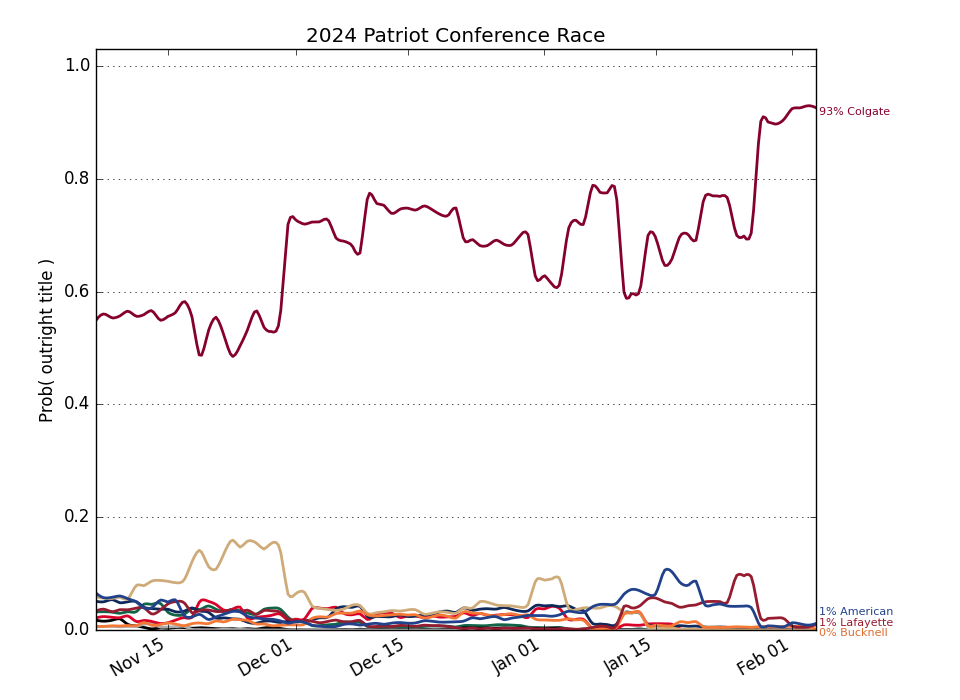 2024 Patriot Conference Race
1.0
93% Colgate
0.8
0.6
Prob( outright title )
0.4
0.2
1% American
1% Lafayette
0% Bucknell
0.0
Nov 15
Dec 01
Dec 15
Jan 01
Jan 15
Feb 01